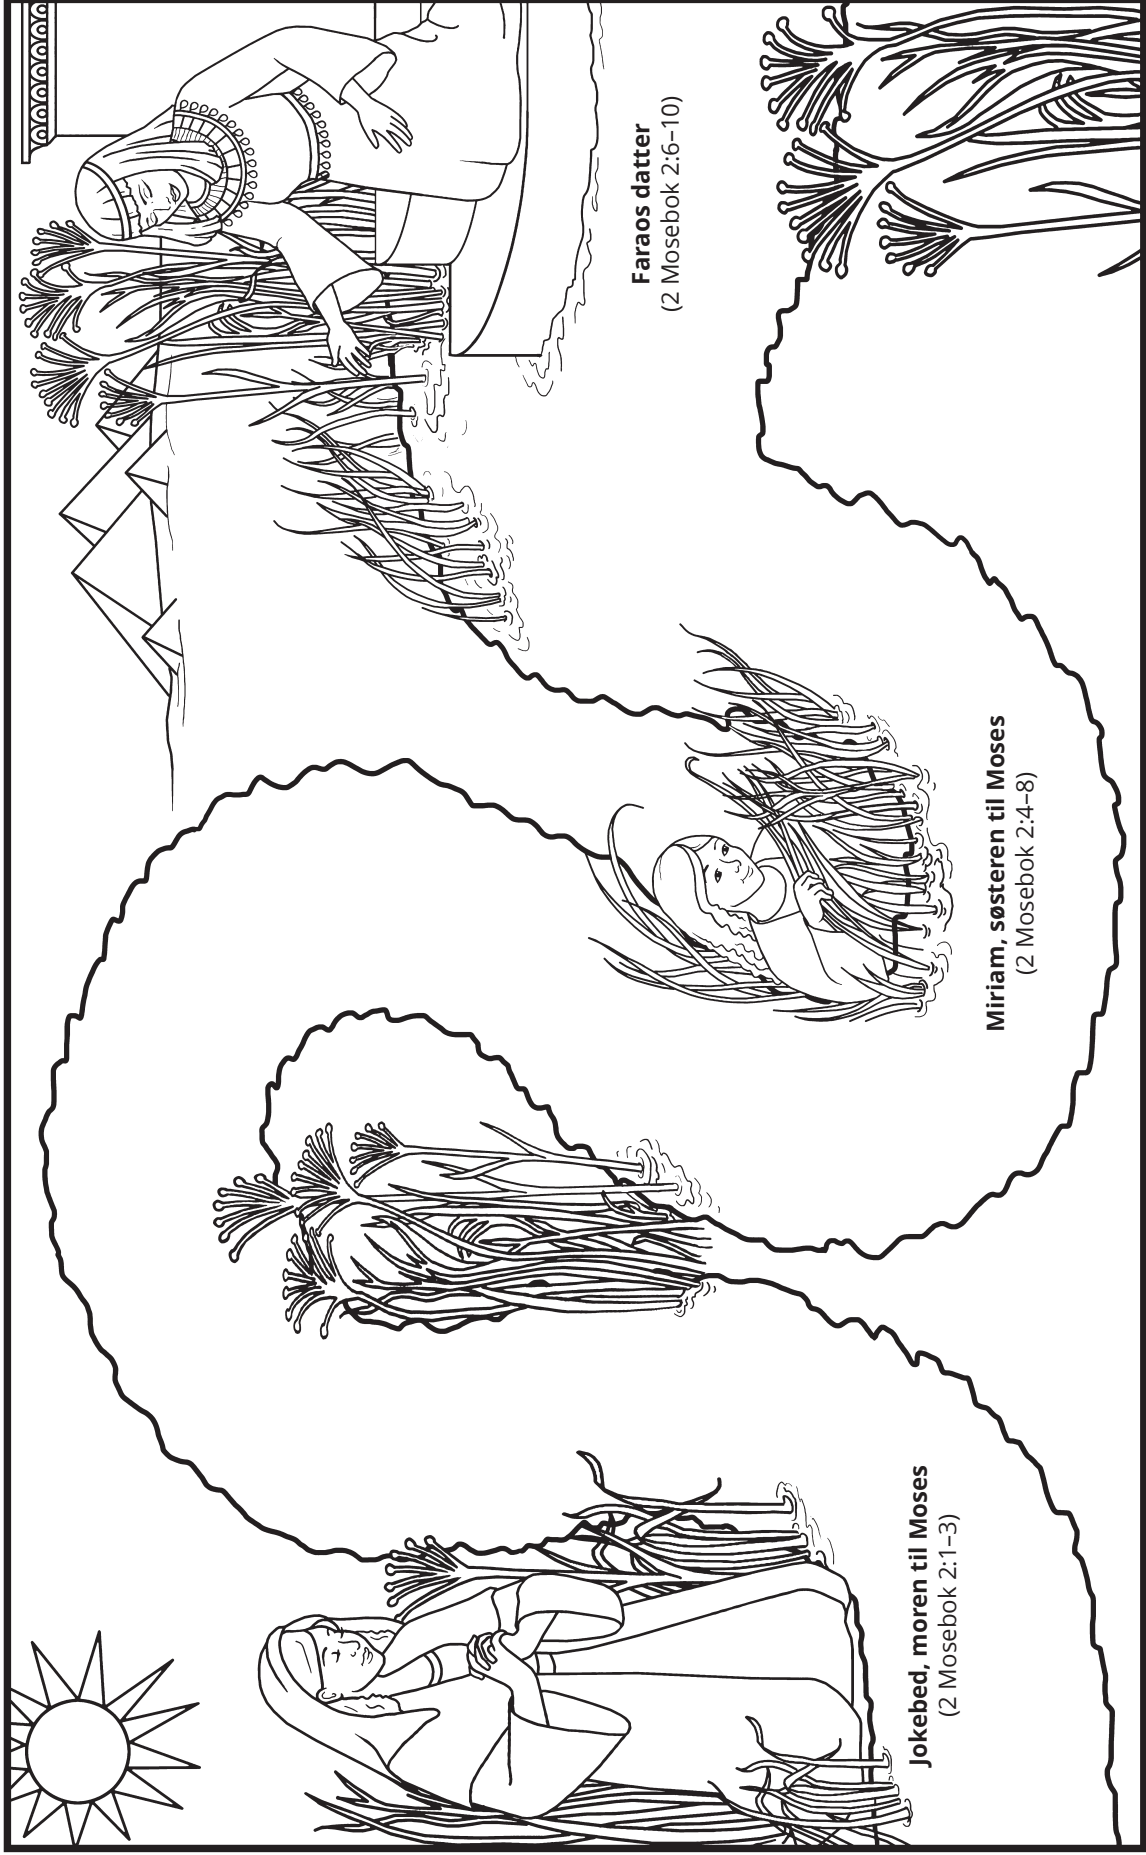 Jokebed, moren til Moses
(2 Mosebok 2:1–3)
Miriam, søsteren til Moses
(2 Mosebok 2:4–8)
Faraos datter
(2 Mosebok 2:6–10)